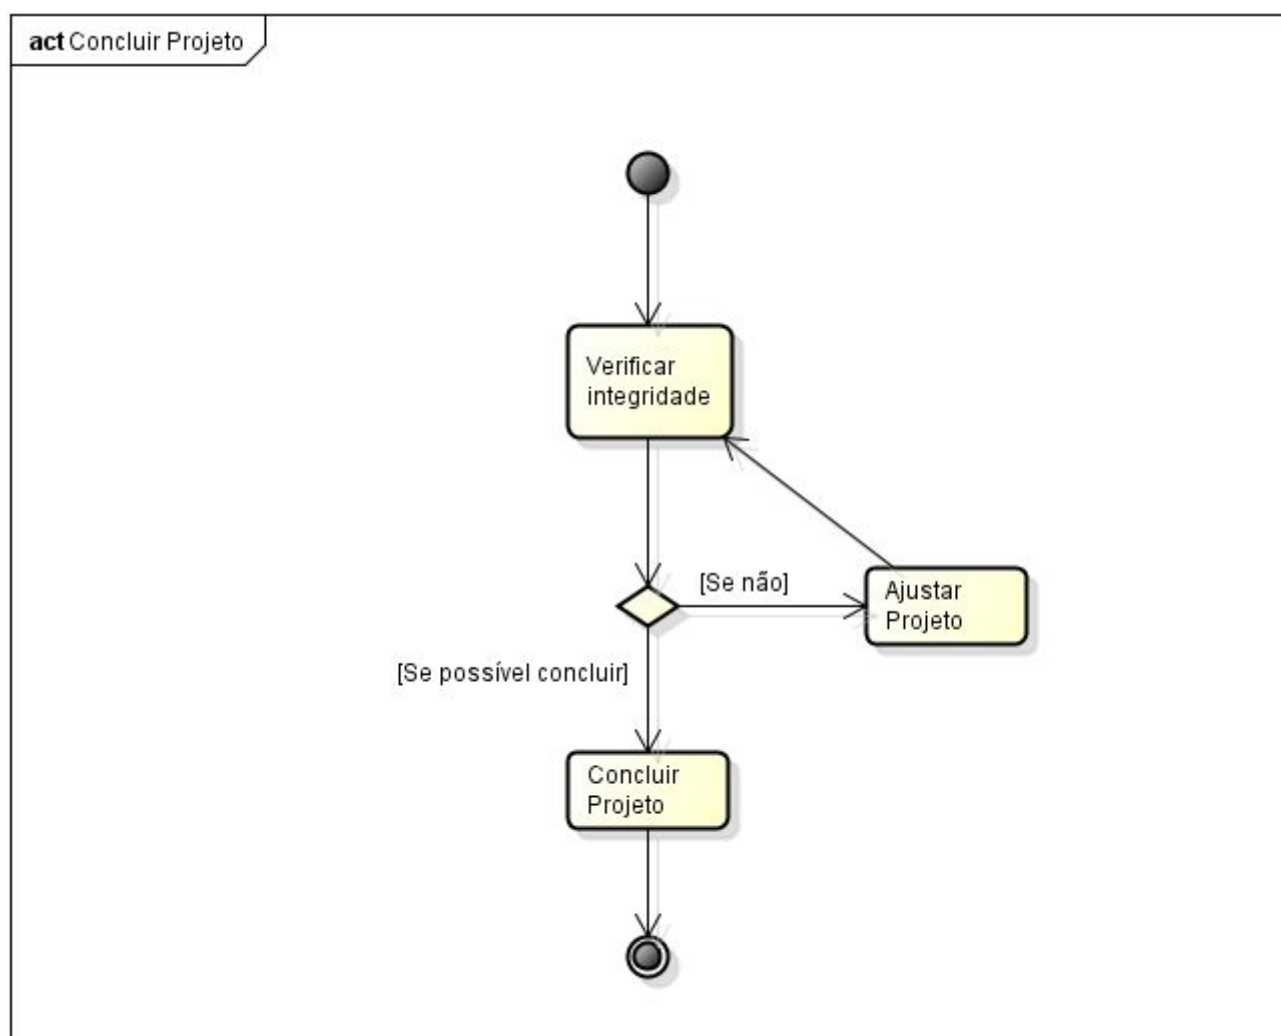 act Concluir Projeto
Verificar
integridade
[Se não]
Ajustar
Projeto
[Se possível concluir]
Concluir
Projeto